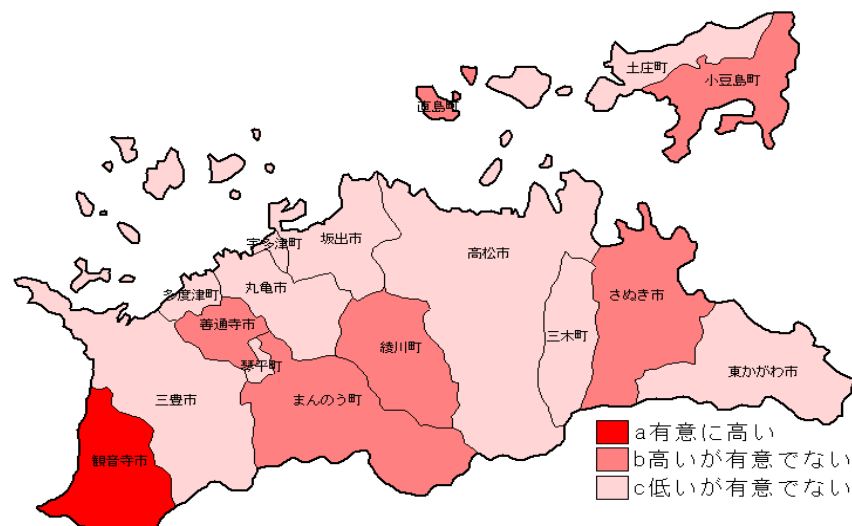 土庄町
小豆島町
直島町
宇多津町
坂出市
高松市
多度津町
丸亀市
さぬき市
善通寺市
綾川町
三木町
琴平町
東かがわ市
三豊市
まんのう町
観音寺市
a有意に高い
b高いが有意でない
c低いが有意でない